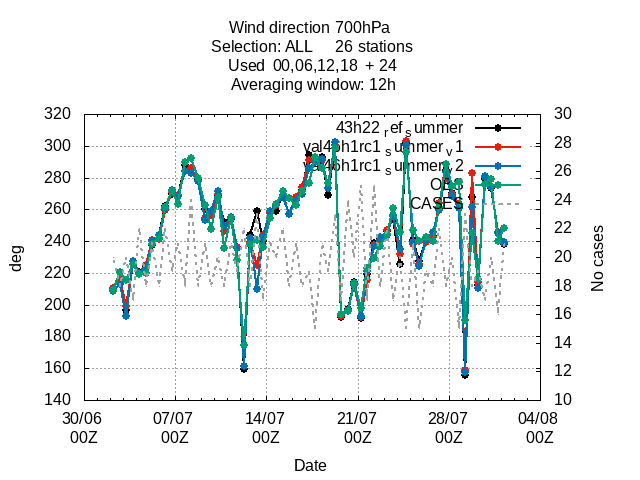 Wind direction 700hPa
Selection: ALL 26 stations
Used 00,06,12,18 + 24
Averaging window: 12h
320
300
280
260
240
220
200
180
160
140
30
28
26
24
22
20
18
16
14
12
10
43h22_ref_summer
val46h1rc1_summer_v1
val46h1rc1_summer_v2
OBS
CASES
deg
No cases
30/06 07/07 14/07 21/07 28/07 04/08
00Z 00Z 00Z 00Z 00Z 00Z
Date